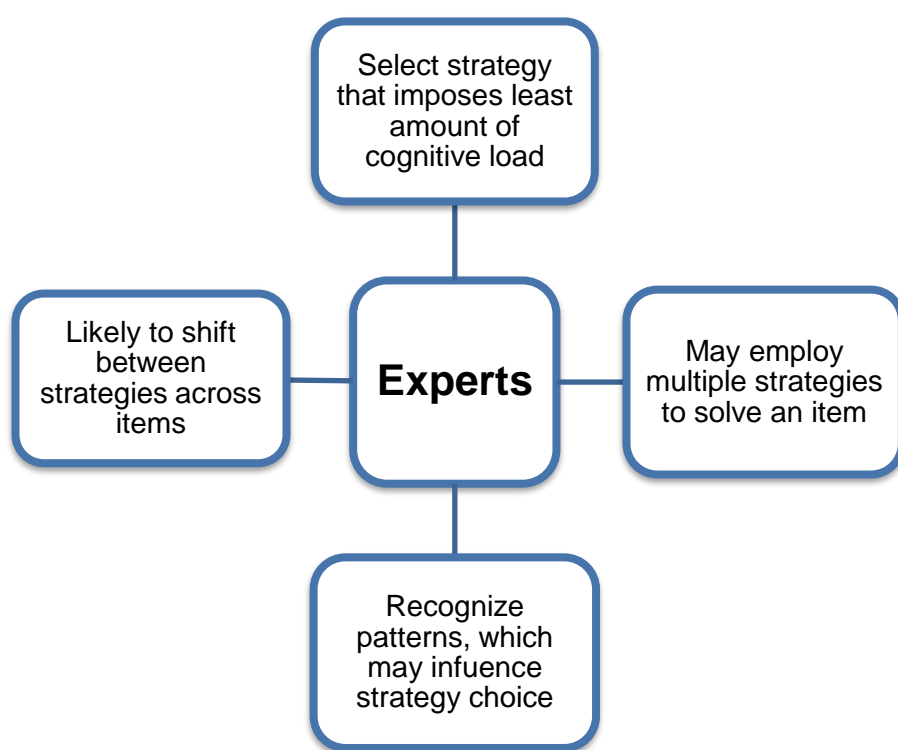 Select strategy
that imposes least
amount of
cognitive load
Likely to shift
between
strategies across
items
Experts
May employ
multiple strategies
to solve an item
Recognize
patterns, which
may infuence
strategy choice